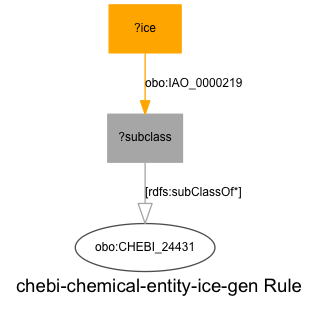 ?ice
obo:IAO_0000219
?subclass
[rdfs:subClassOf*]
obo:CHEBI_24431
chebi-chemical-entity-ice-gen Rule